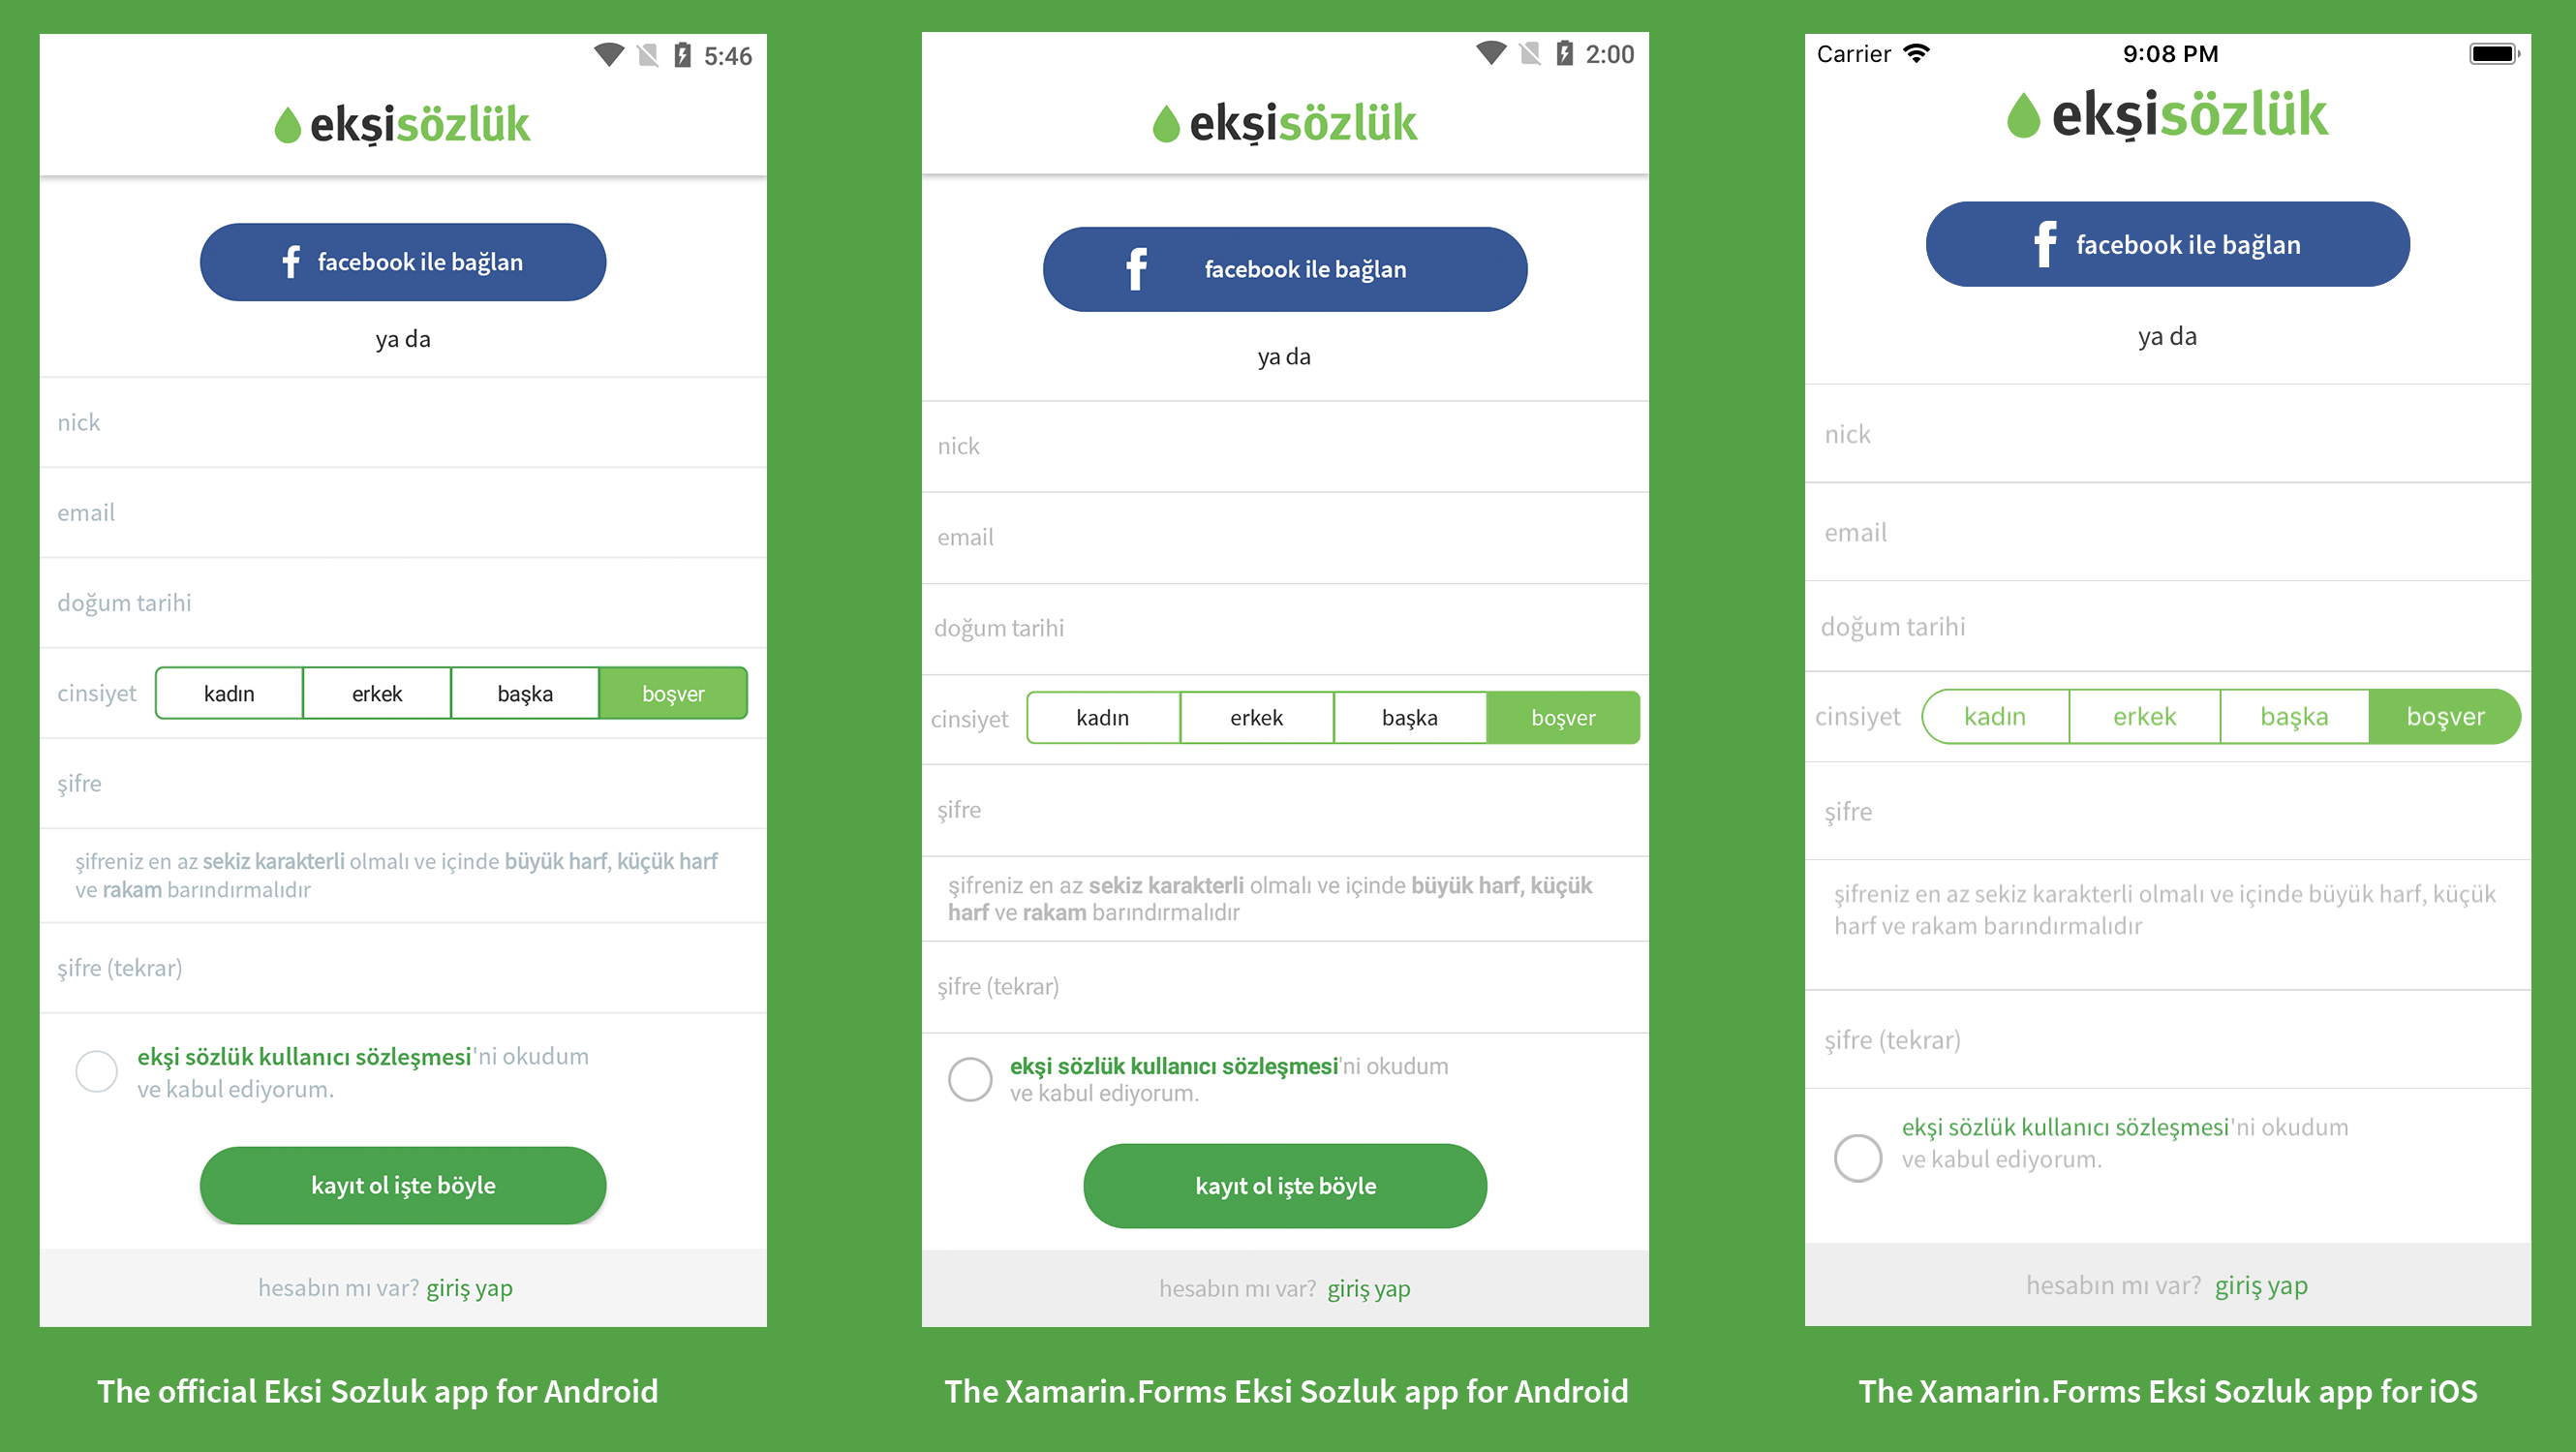 5:46
ekşisözlük
f facebook ile bağlan
ya da
nick
email
doğum tarihi
cinsiyet kadın erkek başka boşver
şifre
şifreniz en az sekiz karakterli olmalı ve içinde büyük harf, küçük harf
ve rakam barındırmalıdır
şifre (tekrar)
ekşi sözlük kullanıcı sözleşmesi'ni okudum
ve kabul ediyorum.
kayıt ol işte böyle
hesabın mı var? giriş yap
The official Eksi Sozluk app for Android
2:00
ekşisözlük
f facebook ile bağlan
ya da
nick
email
doğum tarihi
cinsiyet kadın erkek başka boşver
şifre
şifreniz en az sekiz karakterli olmalı ve içinde büyük harf, küçük
harf ve rakam barındırmalıdır
şifre (tekrar)
ekşi sözlük kullanıcı sözleşmesi'ni okudum
ve kabul ediyorum.
kayıt ol işte böyle
hesabın mı var? giriş yap
The Xamarin.Forms Eksi Sozluk app for Android
Carrier 9:08 PM
ekşisözlük
f facebook ile bağlan
ya da
nick
email
doğum tarihi
cinsiyet kadın erkek başka boşver
şifre
şifreniz en az sekiz karakterli olmalı ve içinde büyük harf, küçük
harf ve rakam barındırmalıdır
şifre (tekrar)
ekşi sözlük kullanıcı sözleşmesi'ni okudum
ve kabul ediyorum.
hesabın mı var? giriş yap
The Xamarin.Forms Eksi Sozluk app for iOS